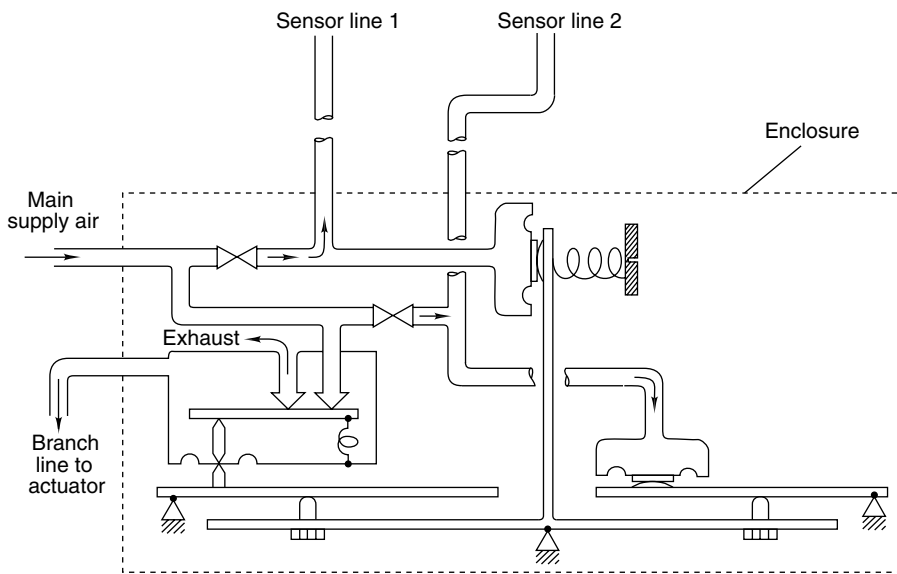 Sensor line 1
Sensor line 2
Enclosure
Main
supply air
Exhaust
Branch
line to
actuator